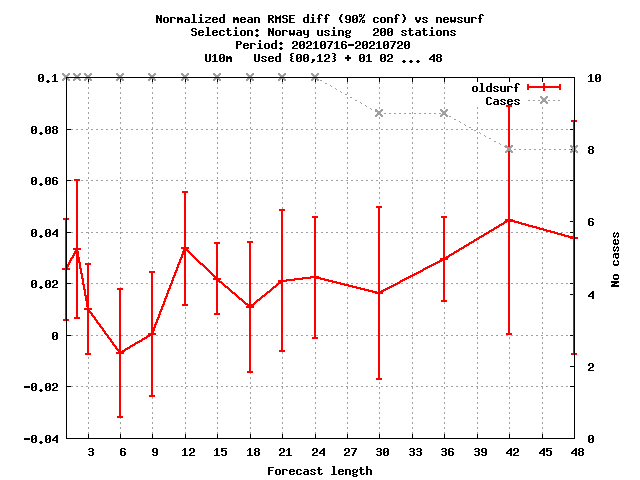 Normalized mean RMSE diff (90% conf) vs newsurf
Selection: Norway using   200 stations
Period: 20210716-20210720
U10m   Used {00,12} + 01 02 ... 48
oldsurf
Cases
0.1
0.08
0.06
0.04
0.02
0
-0.02
-0.04
10
8
6
4
2
0
No cases
3 6 9 12 15 18 21 24 27 30 33 36 39 42 45 48
Forecast length